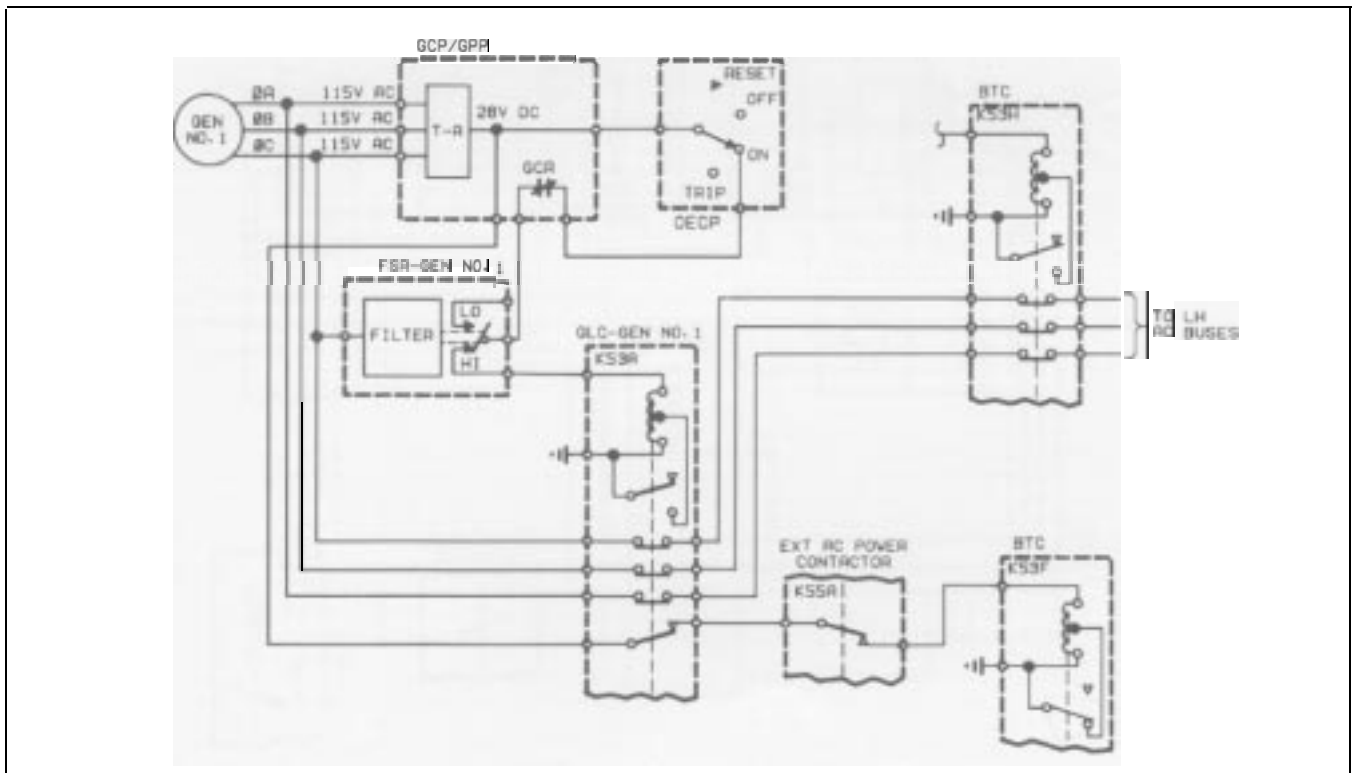 GCP/GPP
ØA 115V AC
ØB 115V AC
ØC 115V AC
GEN
NO. 1
T-R
28V DC
GCR
RESET
OFF
ON
TRIP
OECP
BTC
K53H
FSR-GEN NO. 1
FILTER
LO
HI
GLC-GEN NO. 1
K53A
TO LH
AC BUSES
EXT AC POWER
CONTACTOR
K55A
BTC
K53F